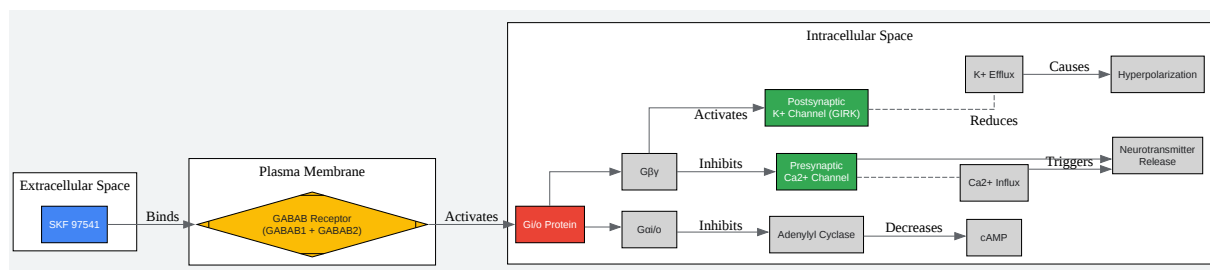 Extracellular Space
SKF 97541
Binds
Plasma Membrane
GABAB Receptor
(GABAB1 + GABAB2)
Activates
Intracellular Space
Gi/o Protein
Gβγ
Gαi/o
Activates
Inhibits
Inhibits
Postsynaptic
K+ Channel (GIRK)
Presynaptic
Ca2+ Channel
Adenylyl Cyclase
Decreases
Reduces
K+ Efflux
Causes
Hyperpolarization
Ca2+ Influx
Triggers
Neurotransmitter
Release
cAMP